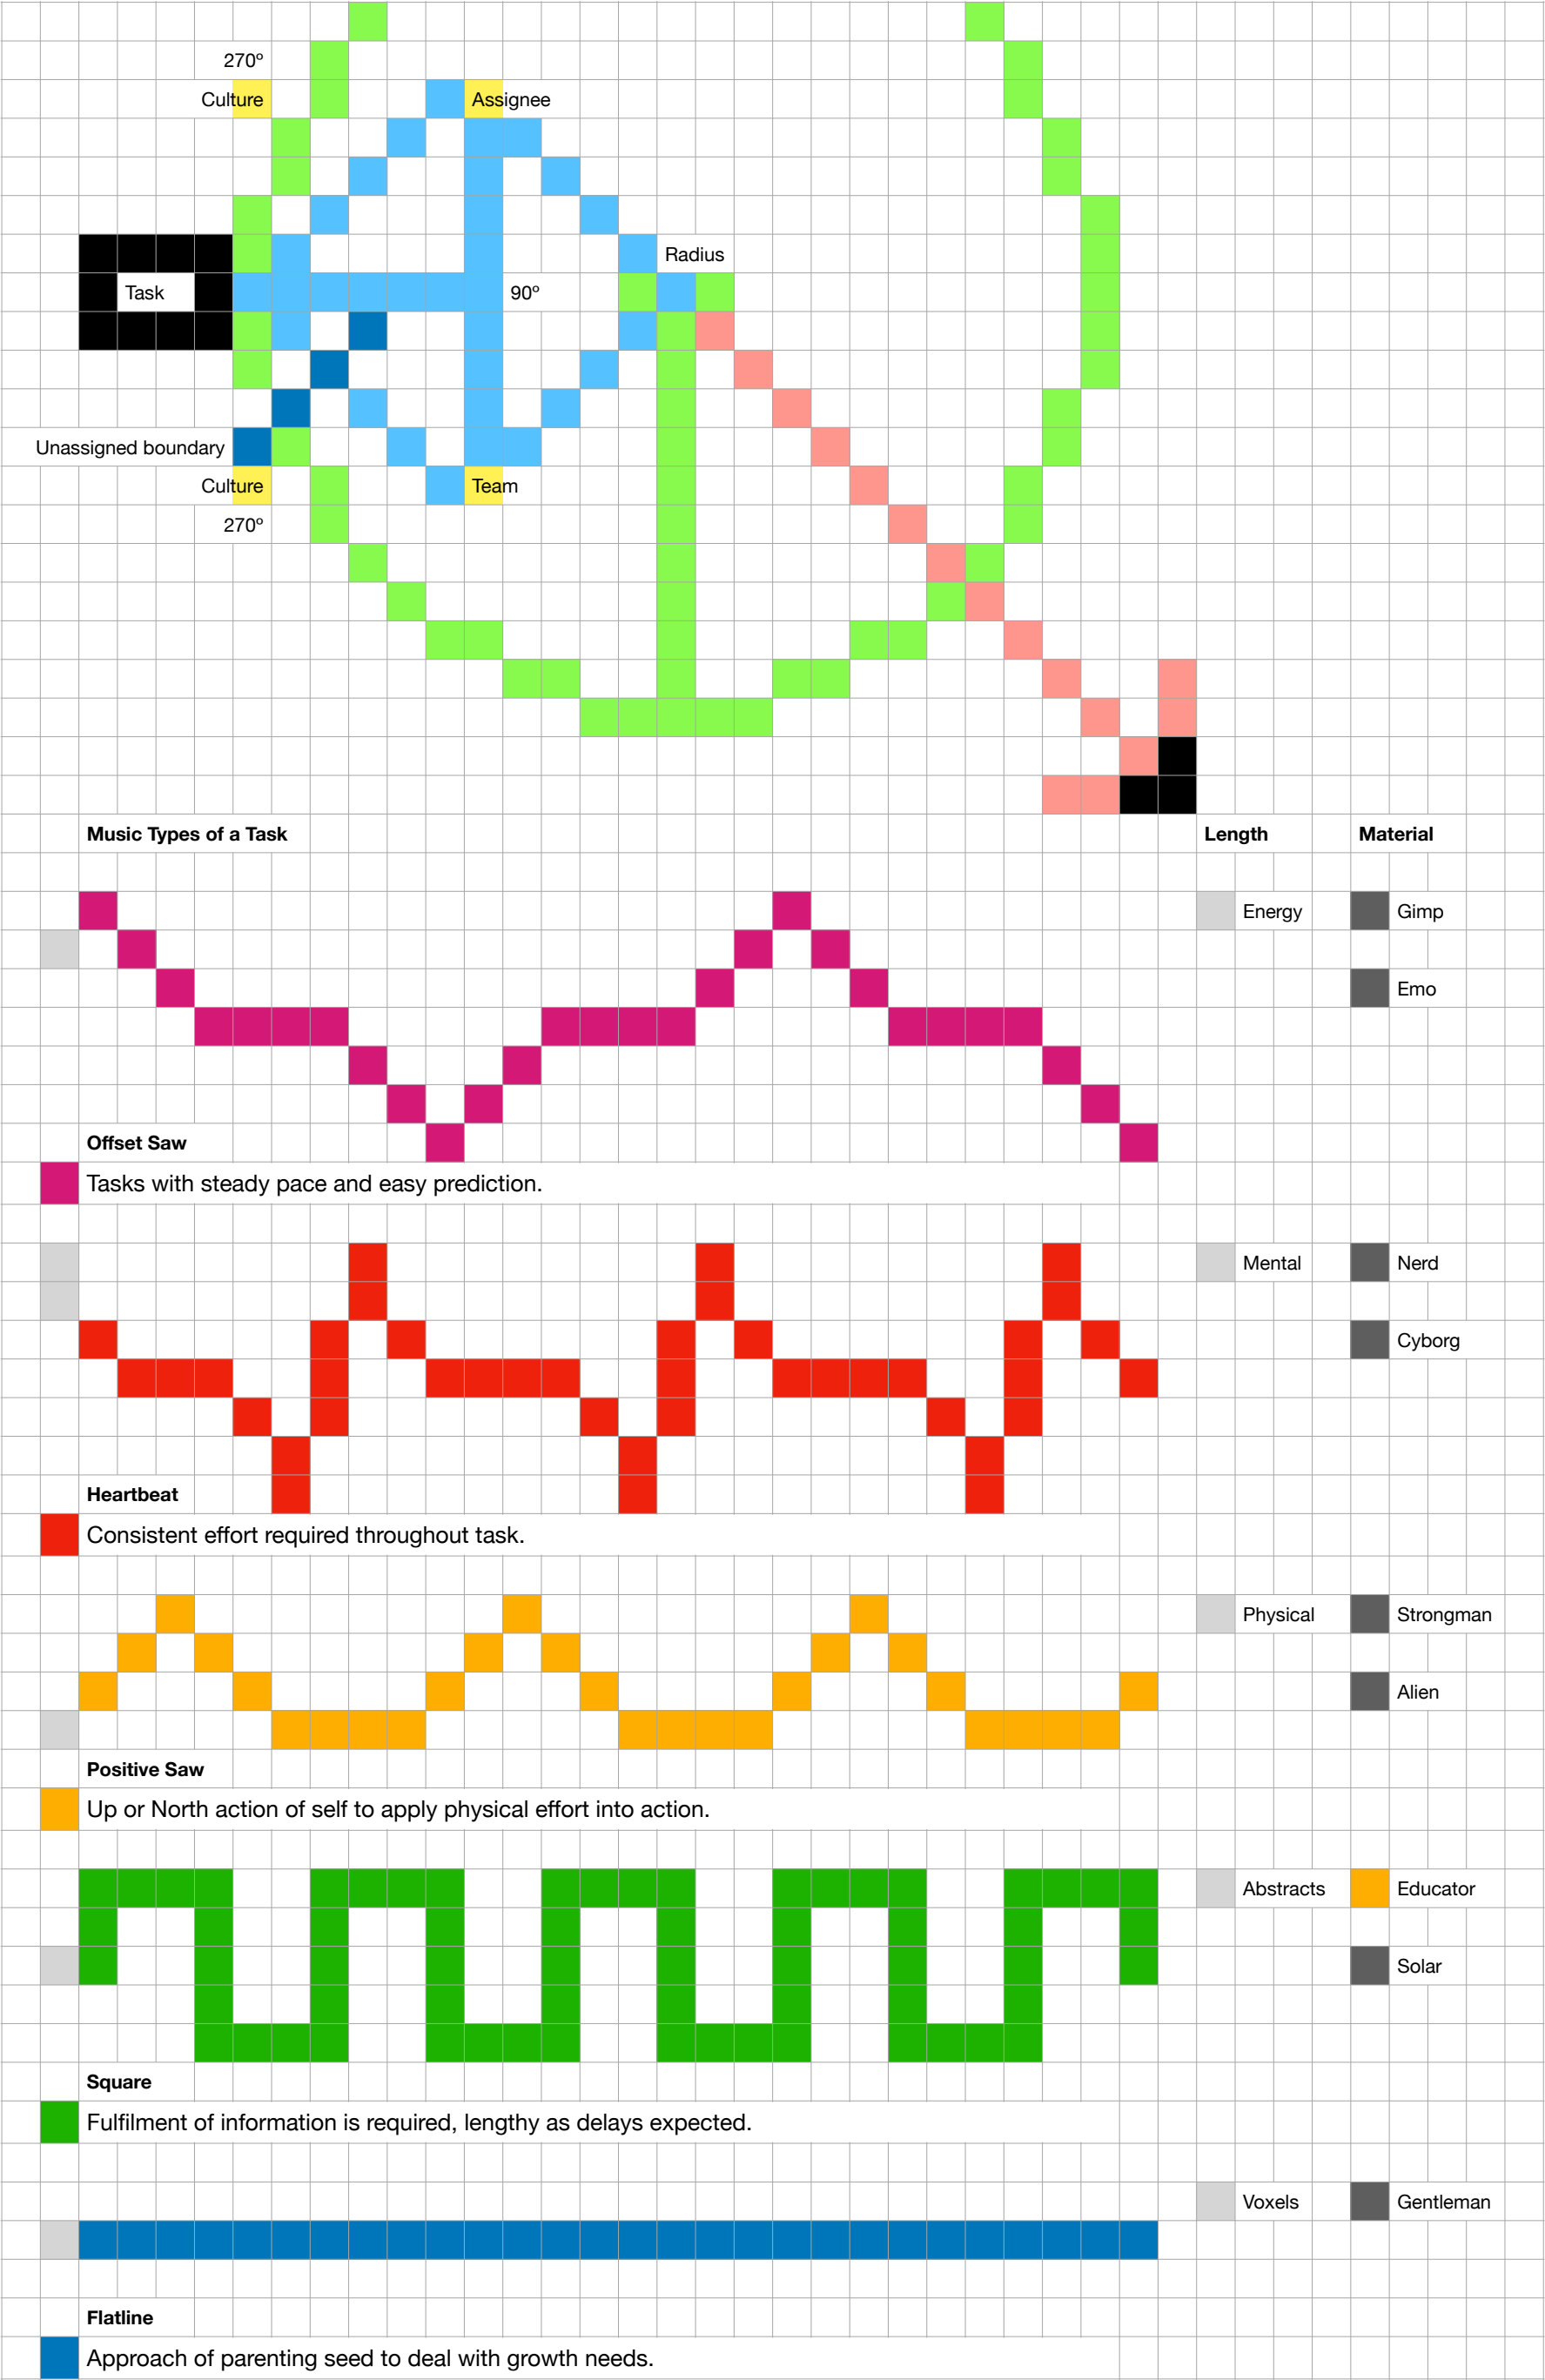 270º
Culture
Assignee
Radius
Task
90º
Unassigned boundary
Culture
Team
270º
Music Types of a Task
Length
Material
Energy
Gimp
Emo
Offset Saw
Tasks with steady pace and easy prediction.
Mental
Nerd
Cyborg
Heartbeat
Consistent effort required throughout task.
Physical
Strongman
Alien
Positive Saw
Up or North action of self to apply physical effort into action.
Abstracts
Educator
Solar
Square
Fulfilment of information is required, lengthy as delays expected.
Voxels
Gentleman
Flatline
Approach of parenting seed to deal with growth needs.